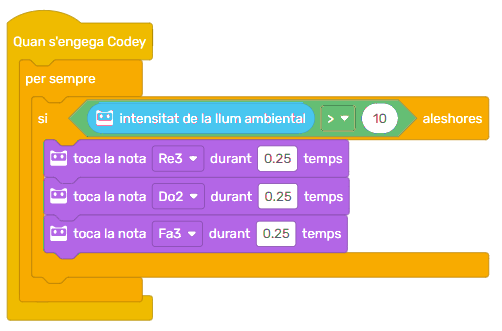 Quan s'engega Codey
per sempre
si intensitat de la llum ambiental > 10 aleshores
toca la nota Re3 durant 0.25 temps
toca la nota Do2 durant 0.25 temps
toca la nota Fa3 durant 0.25 temps